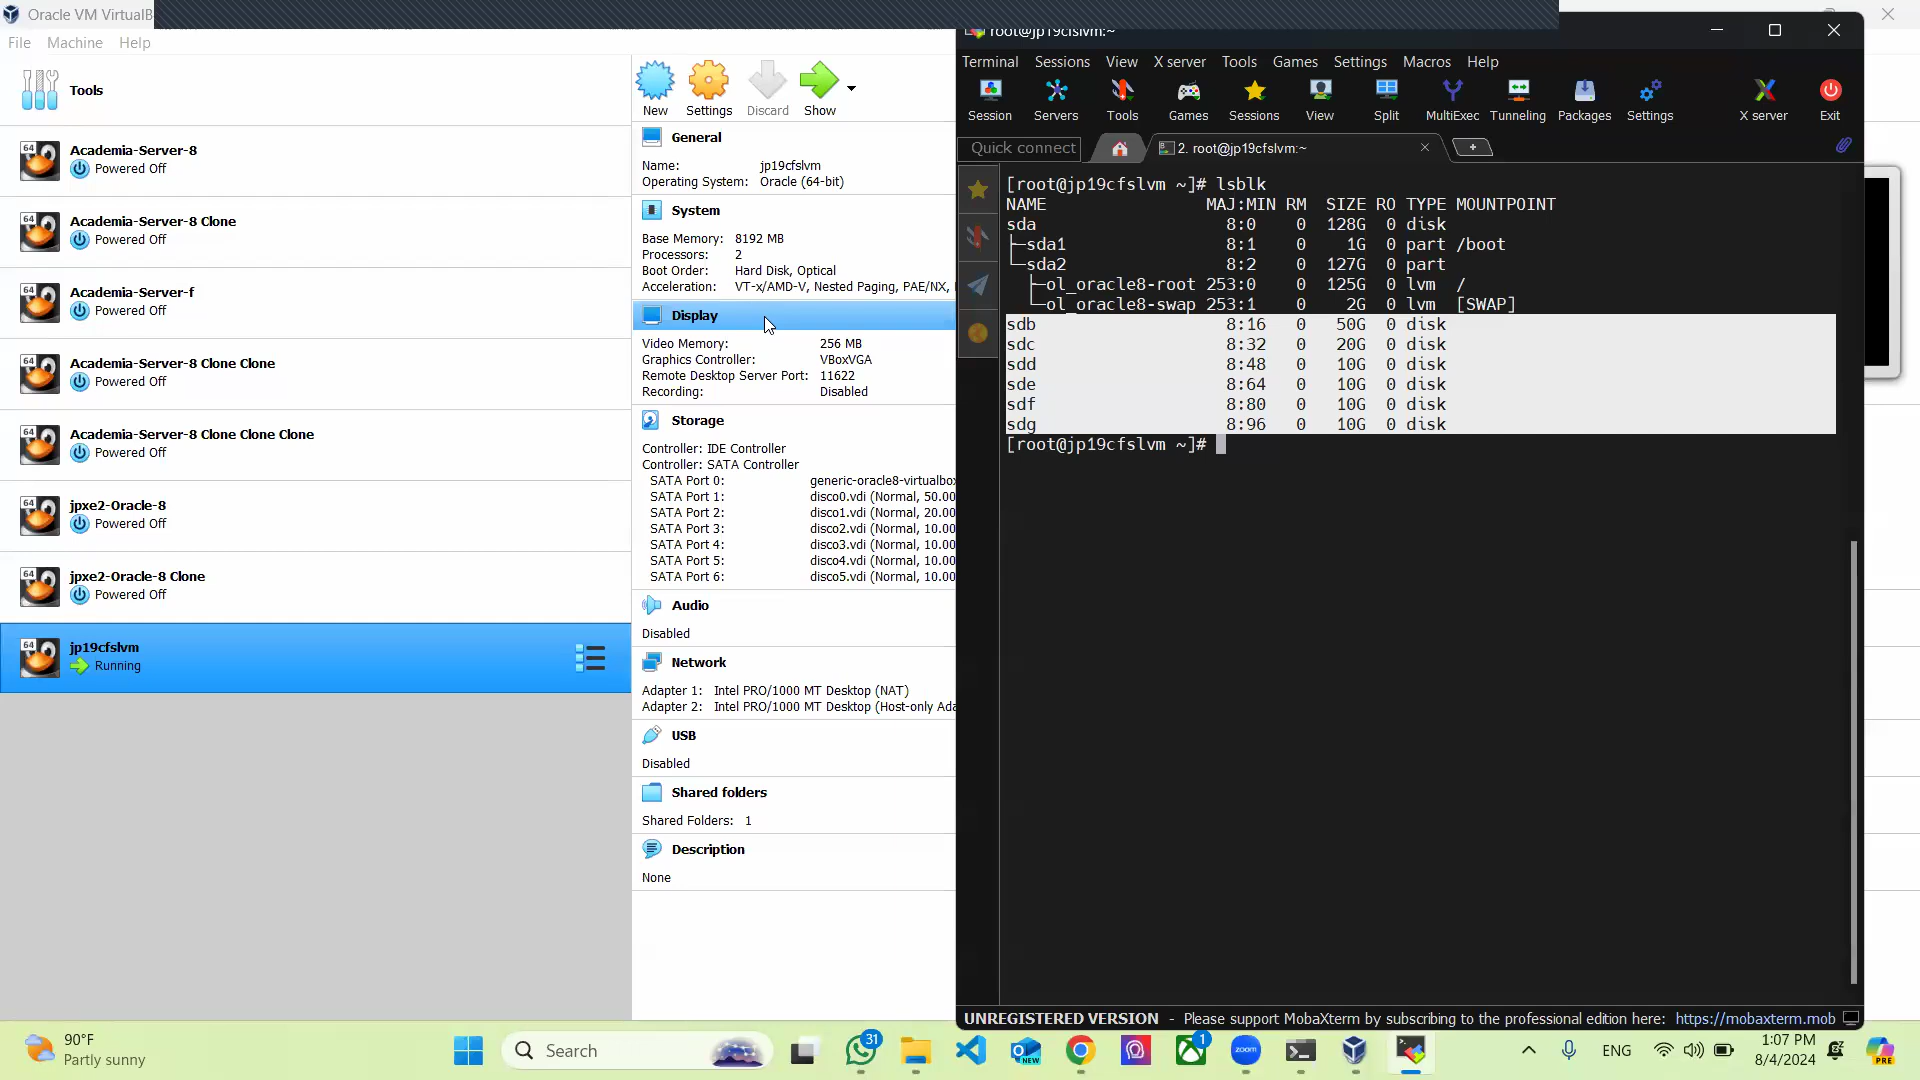 Oracle VM VirtualB
File Machine Help
Tools
64
Academia-Server-8
Powered Off
64
Academia-Server-8 Clone
Powered Off
64
Academia-Server-f
Powered Off
64
Academia-Server-8 Clone Clone
Powered Off
64
Academia-Server-8 Clone Clone Clone
Powered Off
64
jpxe2-Oracle-8
Powered Off
64
jpxe2-Oracle-8 Clone
Powered Off
64
jp19cfslvm
Running
New Settings Discard Show
General
Name: jp19cfslvm
Operating System: Oracle (64-bit)
System
Base Memory: 8192 MB
Processors: 2
Boot Order: Hard Disk, Optical
Acceleration: VT-x/AMD-V, Nested Paging, PAE/NX,
Display
Video Memory: 256 MB
Graphics Controller: VBoxVGA
Remote Desktop Server Port: 11622
Recording: Disabled
Storage
Controller: IDE Controller
Controller: SATA Controller
SATA Port 0: generic-oracle8-virtualbox
SATA Port 1: disco0.vdi (Normal, 50.00
SATA Port 2: disco1.vdi (Normal, 20.00
SATA Port 3: disco2.vdi (Normal, 10.00
SATA Port 4: disco3.vdi (Normal, 10.00
SATA Port 5: disco4.vdi (Normal, 10.00
SATA Port 6: disco5.vdi (Normal, 10.00
Audio
Disabled
Network
Adapter 1: Intel PRO/1000 MT Desktop (NAT)
Adapter 2: Intel PRO/1000 MT Desktop (Host-only Ada
USB
Disabled
Shared folders
Shared Folders: 1
Description
None
root@jp19cfslvm:~
Terminal Sessions View X server Tools Games Settings Macros Help
Session Servers Tools Games Sessions View Split MultiExec Tunneling Packages Settings X server Exit
Quick connect
2. root@jp19cfslvm:~
[root@jp19cfslvm ~]# lsblk
NAME MAJ:MIN RM SIZE RO TYPE MOUNTPOINT
sda 8:0 0 128G 0 disk
├─sda1 8:1 0 1G 0 part /boot
└─sda2 8:2 0 127G 0 part
├─ol_oracle8-root 253:0 0 125G 0 lvm /
└─ol_oracle8-swap 253:1 0 2G 0 lvm [SWAP]
sdb 8:16 0 50G 0 disk
sdc 8:32 0 20G 0 disk
sdd 8:48 0 10G 0 disk
sde 8:64 0 10G 0 disk
sdf 8:80 0 10G 0 disk
sdg 8:96 0 10G 0 disk
[root@jp19cfslvm ~]#
UNREGISTERED VERSION - Please support MobaXterm by subscribing to the professional edition here: https://mobaxterm.mob
90°F
Partly sunny
Search
31
NEW
1
zoom
ENG
1:07 PM
8/4/2024
PRE